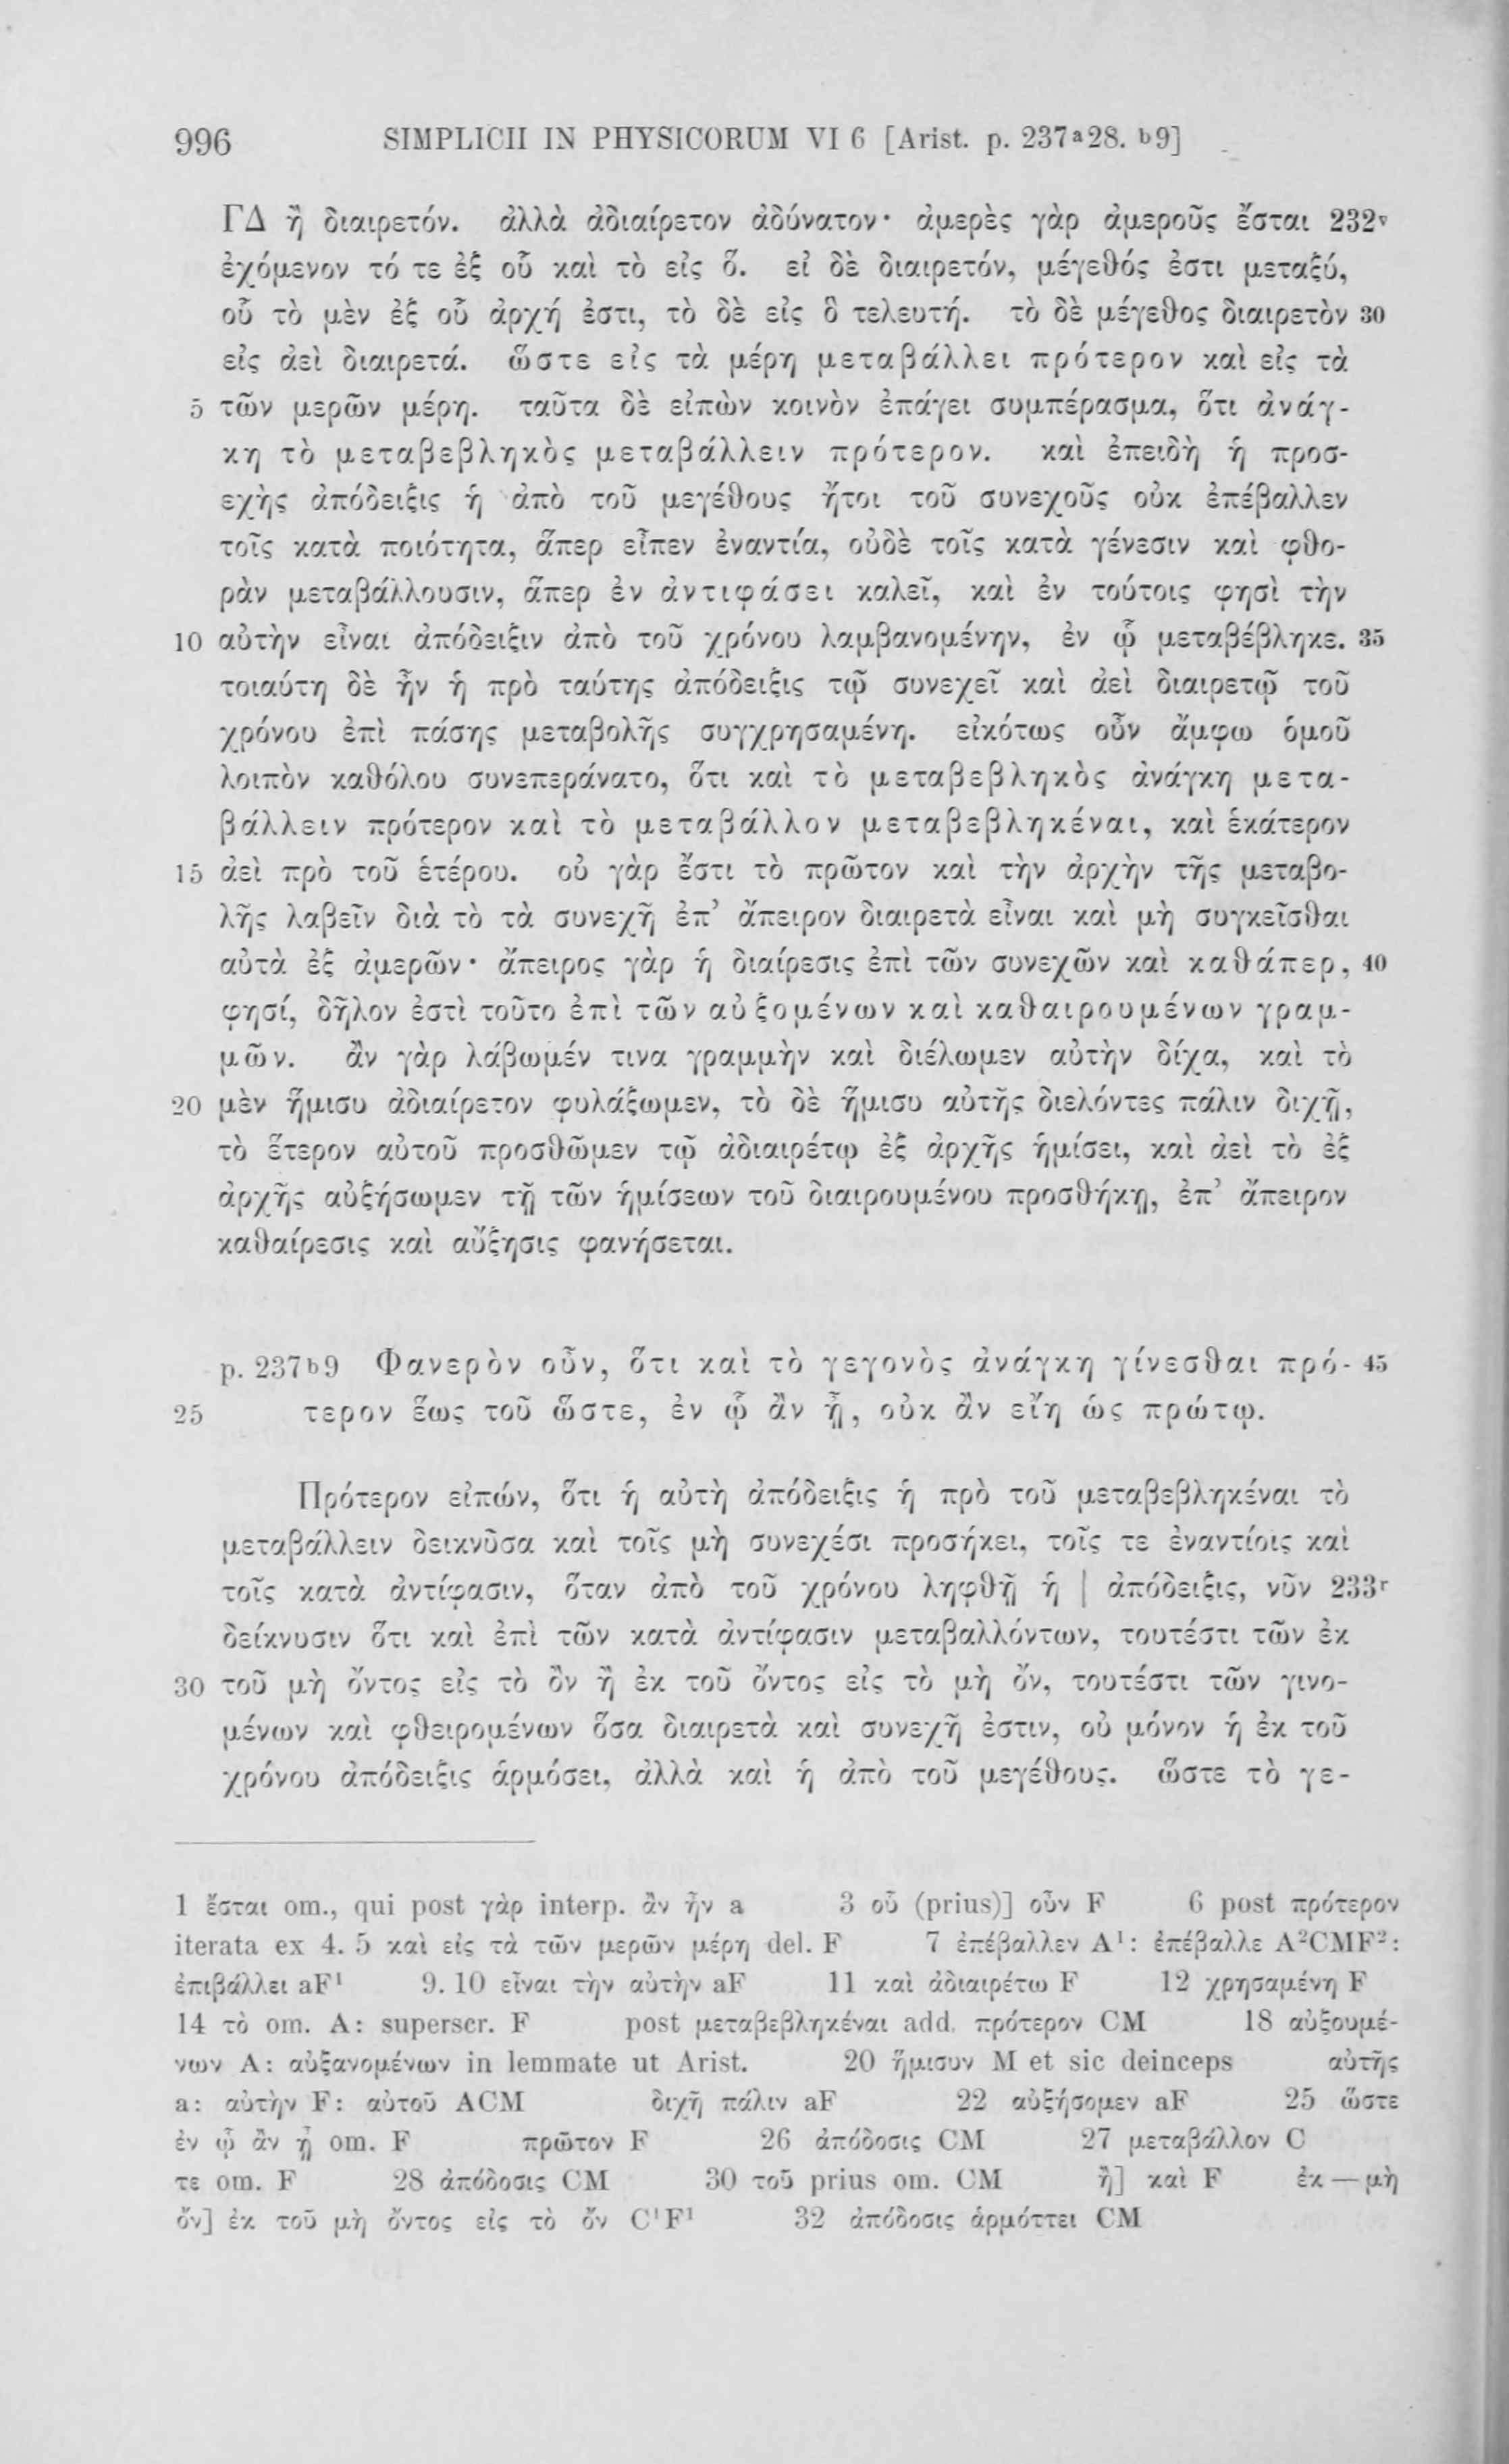 996 SIMPLICII IN PHYSICORUM VI 6 [Arist. p. 237ᵃ28. ᵇ9]
ΓΔ ἢ διαιρετόν. ἀλλὰ ἀδιαίρετον ἀδύνατον· ἀμερὲς γὰρ ἀμεροῦς ἔσται 232ᵛ
ἐχόμενον τό τε ἐξ οὗ καὶ τὸ εἰς ὅ. εἰ δὲ διαιρετόν, μέγεθός ἐστι μεταξύ,
οὗ τὸ μὲν ἐξ οὗ ἀρχή ἐστι, τὸ δὲ εἰς ὃ τελευτή. τὸ δὲ μέγεθος διαιρετὸν 30
εἰς ἀεὶ διαιρετά. ὥστε εἰς τὰ μέρη μεταβάλλει πρότερον καὶ εἰς τὰ
5 τῶν μερῶν μέρη. ταῦτα δὲ εἰπὼν κοινὸν ἐπάγει συμπέρασμα, ὅτι ἀνάγ-
κη τὸ μεταβεβληκὸς μεταβάλλειν πρότερον. καὶ ἐπειδὴ ἡ προσ-
εχὴς ἀπόδειξις ἡ ἀπὸ τοῦ μεγέθους ἤτοι τοῦ συνεχοῦς οὐκ ἐπέβαλλεν
τοῖς κατὰ ποιότητα, ἅπερ εἶπεν ἐναντία, οὐδὲ τοῖς κατὰ γένεσιν καὶ φθο-
ρὰν μεταβάλλουσιν, ἅπερ ἐν ἀντιφάσει καλεῖ, καὶ ἐν τούτοις φησὶ τὴν
10 αὐτὴν εἶναι ἀπόδειξιν ἀπὸ τοῦ χρόνου λαμβανομένην, ἐν ᾧ μεταβέβληκε. 35
τοιαύτη δὲ ἦν ἡ πρὸ ταύτης ἀπόδειξις τῷ συνεχεῖ καὶ ἀεὶ διαιρετῷ τοῦ
χρόνου ἐπὶ πάσης μεταβολῆς συγχρησαμένη. εἰκότως οὖν ἄμφω ὁμοῦ
λοιπὸν καθόλου συνεπεράνατο, ὅτι καὶ τὸ μεταβεβληκὸς ἀνάγκη μετα-
βάλλειν πρότερον καὶ τὸ μεταβάλλον μεταβεβληκέναι, καὶ ἑκάτερον
15 ἀεὶ πρὸ τοῦ ἑτέρου. οὐ γὰρ ἔστι τὸ πρῶτον καὶ τὴν ἀρχὴν τῆς μεταβο-
λῆς λαβεῖν διὰ τὸ τὰ συνεχῆ ἐπ’ ἄπειρον διαιρετὰ εἶναι καὶ μὴ συγκεῖσθαι
αὐτὰ ἐξ ἀμερῶν· ἄπειρος γὰρ ἡ διαίρεσις ἐπὶ τῶν συνεχῶν καὶ καθάπερ, 40
φησί, δῆλον ἐστὶ τοῦτο ἐπὶ τῶν αὐξομένων καὶ καθαιρουμένων γραμ-
μῶν. ἂν γὰρ λάβωμέν τινα γραμμὴν καὶ διέλωμεν αὐτὴν δίχα, καὶ τὸ
20 μὲν ἥμισυ ἀδιαίρετον φυλάξωμεν, τὸ δὲ ἥμισυ αὐτῆς διελόντες πάλιν διχῇ,
τὸ ἕτερον αὐτοῦ προσθῶμεν τῷ ἀδιαιρέτῳ ἐξ ἀρχῆς ἡμίσει, καὶ ἀεὶ τὸ ἐξ
ἀρχῆς αὐξήσωμεν τῇ τῶν ἡμίσεων τοῦ διαιρουμένου προσθήκῃ, ἐπ’ ἄπειρον
καθαίρεσις καὶ αὔξησις φανήσεται.
p. 237ᵇ9 Φανερὸν οὖν, ὅτι καὶ τὸ γεγονὸς ἀνάγκη γίνεσθαι πρό- 45
25 τερον ἕως τοῦ ὥστε, ἐν ᾧ ἂν ᾖ, οὐκ ἂν εἴη ὡς πρώτῳ.
Πρότερον εἰπών, ὅτι ἡ αὐτὴ ἀπόδειξις ἡ πρὸ τοῦ μεταβεβληκέναι τὸ
μεταβάλλειν δεικνῦσα καὶ τοῖς μὴ συνεχέσι προσήκει, τοῖς τε ἐναντίοις καὶ
τοῖς κατὰ ἀντίφασιν, ὅταν ἀπὸ τοῦ χρόνου ληφθῇ ἡ | ἀπόδειξις, νῦν 233ʳ
δείκνυσιν ὅτι καὶ ἐπὶ τῶν κατὰ ἀντίφασιν μεταβαλλόντων, τουτέστι τῶν ἐκ
30 τοῦ μὴ ὄντος εἰς τὸ ὂν ἢ ἐκ τοῦ ὄντος εἰς τὸ μὴ ὄν, τουτέστι τῶν γινο-
μένων καὶ φθειρομένων ὅσα διαιρετὰ καὶ συνεχῆ ἐστιν, οὐ μόνον ἡ ἐκ τοῦ
χρόνου ἀπόδειξις ἁρμόσει, ἀλλὰ καὶ ἡ ἀπὸ τοῦ μεγέθους. ὥστε τὸ γε-
1 ἔσται om., qui post γὰρ interp. ἂν ἦν a 3 οὗ (prius)] οὖν F 6 post πρότερον
iterata ex 4. 5 καὶ εἰς τὰ τῶν μερῶν μέρη del. F 7 ἐπέβαλλεν A¹: ἐπέβαλλε A²CMF²:
ἐπιβάλλει aF¹ 9. 10 εἶναι τὴν αὐτὴν aF 11 καὶ ἀδιαιρέτω F 12 χρησαμένη F
14 τὸ om. A: superscr. F post μεταβεβληκέναι add. πρότερον CM 18 αὐξουμέ-
νων A: αὐξανομένων in lemmate ut Arist. 20 ἥμισυν M et sic deinceps αὐτῆς
a: αὐτὴν F: αὐτοῦ ACM διχῆ πάλιν aF 22 αὐξήσομεν aF 25 ὥστε
ἐν ᾧ ἂν ᾖ om. F πρῶτον F 26 ἀπόδοσις CM 27 μεταβάλλον C
τε om. F 28 ἀπόδοσις CM 30 τοῦ prius om. CM ἢ] καὶ F ἐκ — μὴ
ὄν] ἐκ τοῦ μὴ ὄντος εἰς τὸ ὄν C¹F¹ 32 ἀπόδοσις ἁρμόττει CM